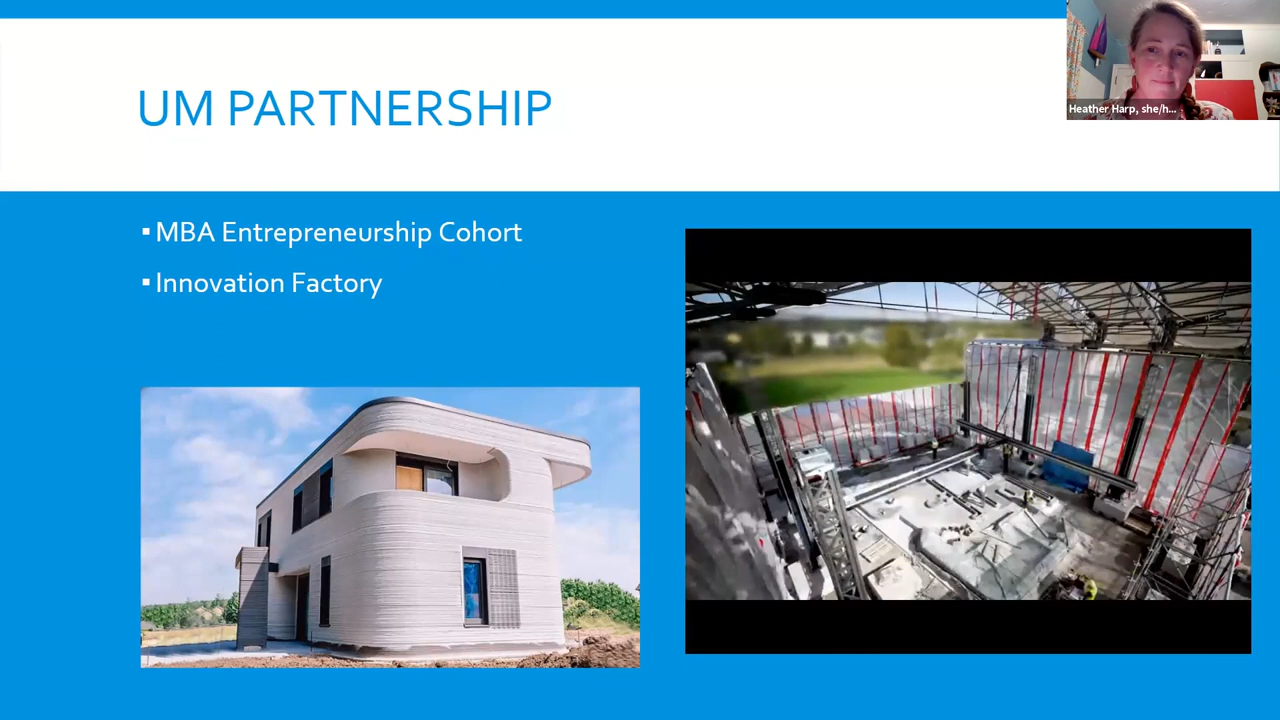 UM PARTNERSHIP
Heather Harp, she/h...
▪ MBA Entrepreneurship Cohort
▪ Innovation Factory